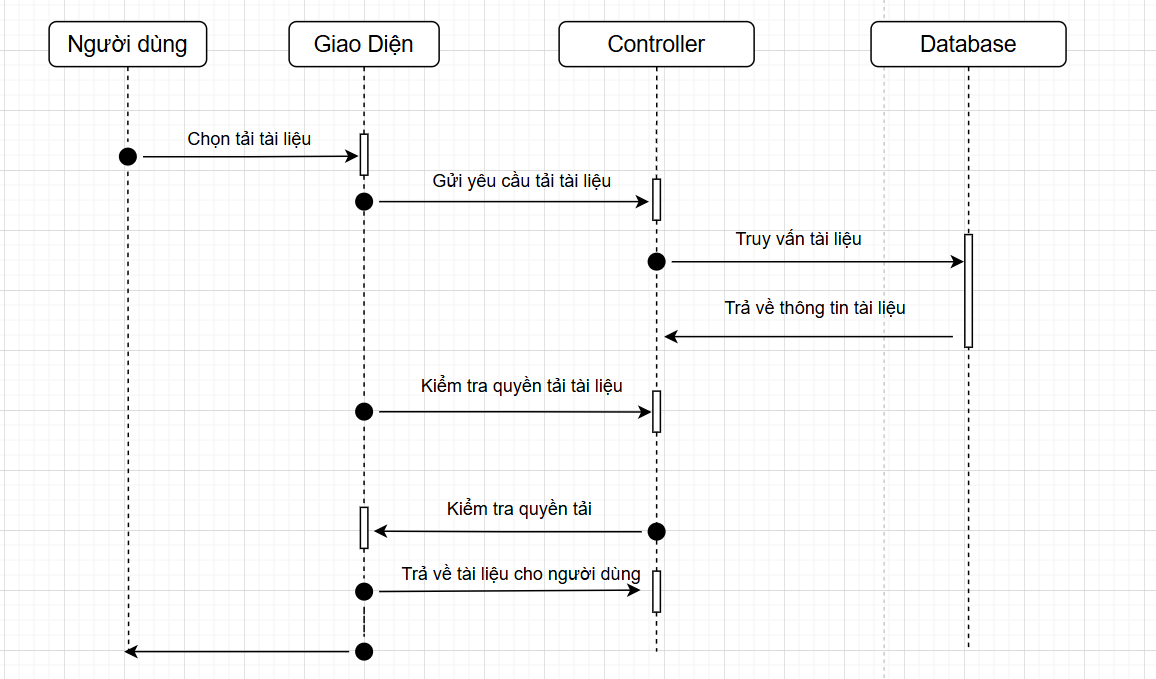 Người dùng
Giao Diện
Controller
Database
Chọn tải tài liệu
Gửi yêu cầu tải tài liệu
Truy vấn tài liệu
Trả về thông tin tài liệu
Kiểm tra quyền tải tài liệu
Kiểm tra quyền tải
Trả về tài liệu cho người dùng